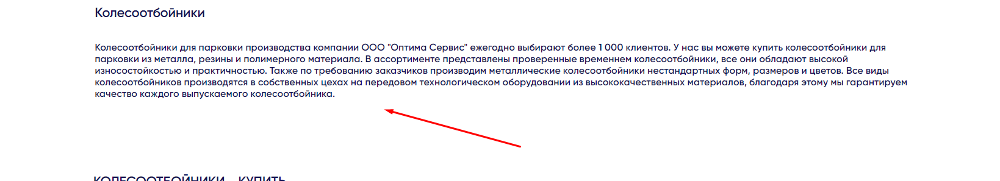 Колесоотбойники
Колесоотбойники для парковки производства компании ООО "Оптима Сервис" ежегодно выбирают более 1 000 клиентов. У нас вы можете купить колесоотбойники для
парковки из металла, резины и полимерного материала. В ассортименте представлены проверенные временнем колесоотбойники, все они обладают высокой
износостойкостью и практичностью. Также по требованию заказчиков производим металлические колесоотбойники нестандартных форм, размеров и цветов. Все виды
колесоотбойников производятся в собственных цехах на передовом технологическом оборудовании из высококачественных материалов, благодаря этому мы гарантируем
качество каждого выпускаемого колесоотбойника.
КОЛЕСООТБОЙНИКИ – КУПИТЬ